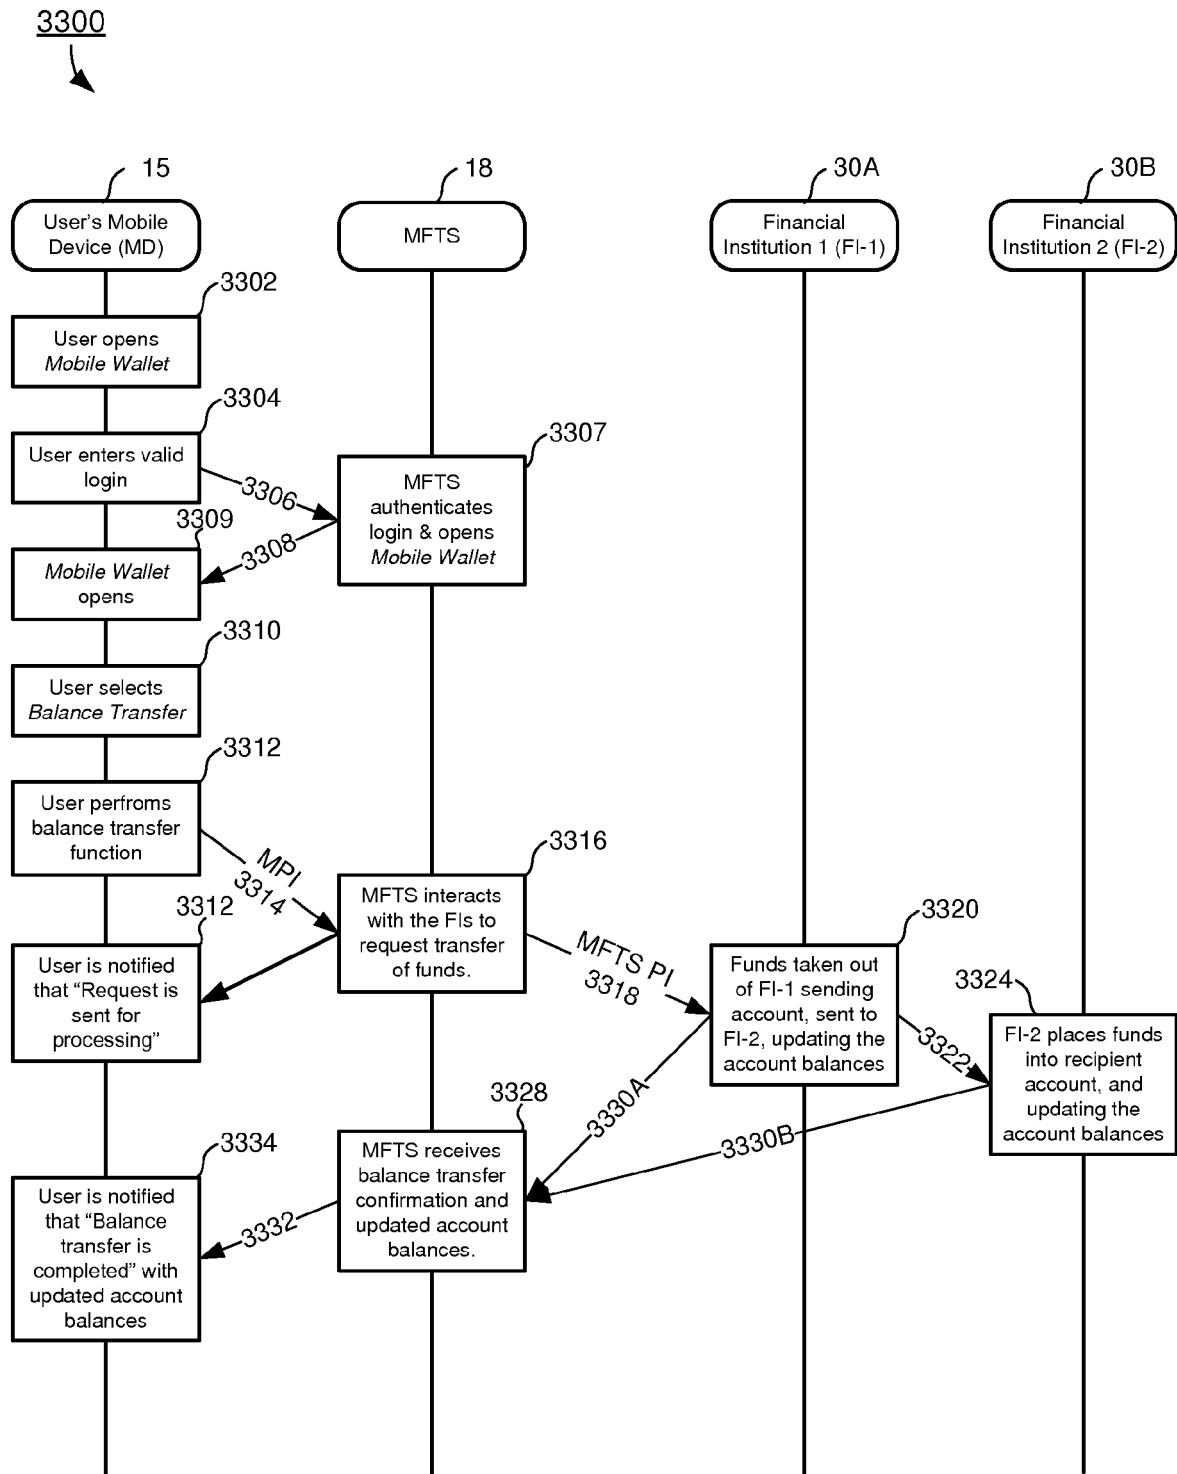 3300
15
18
30A
30B
User's Mobile
Device (MD)
MFTS
Financial
Institution 1 (FI-1)
Financial
Institution 2 (FI-2)
3302
User opens
Mobile Wallet
3304
User enters valid
login
3306
3307
MFTS
authenticates
login & opens
Mobile Wallet
3308
3309
Mobile Wallet
opens
3310
User selects
Balance Transfer
3312
User perfroms
balance transfer
function
MPI
3314
3316
MFTS interacts
with the FIs to
request transfer
of funds.
3312
User is notified
that “Request is
sent for
processing”
MFTS PI
3318
3320
Funds taken out
of FI-1 sending
account, sent to
FI-2, updating the
account balances
3322
3324
FI-2 places funds
into recipient
account, and
updating the
account balances
3330A
3330B
3328
MFTS receives
balance transfer
confirmation and
updated account
balances.
3332
3334
User is notified
that “Balance
transfer is
completed” with
updated account
balances